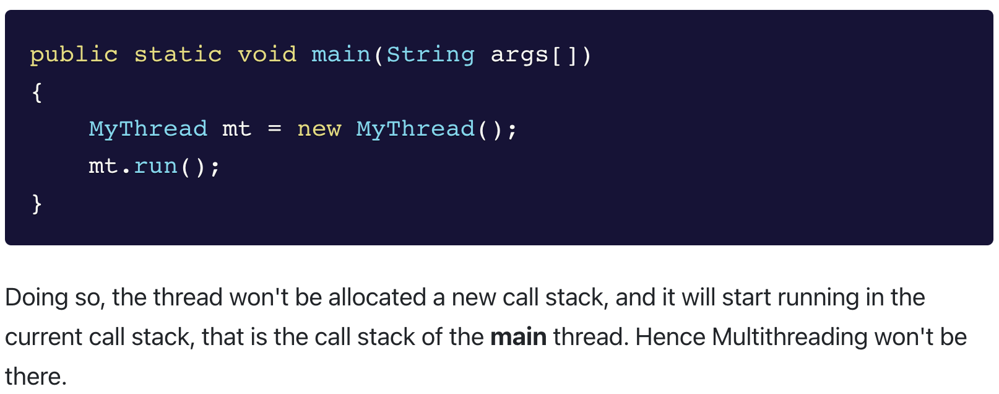 public static void main(String args[])
{
    MyThread mt = new MyThread();
    mt.run();
}
Doing so, the thread won't be allocated a new call stack, and it will start running in the
current call stack, that is the call stack of the main thread. Hence Multithreading won't be
there.